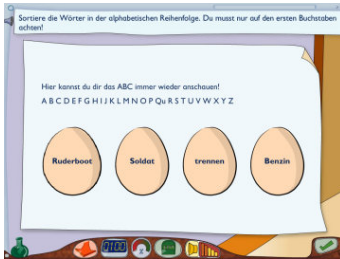 Sortiere die Wörter in der alphabetischen Reihenfolge. Du musst nur auf den ersten Buchstaben
achten!
Hier kannst du dir das ABC immer wieder anschauen!
A B C D E F G H I J K L M N O P Qu R S T U V W X Y Z
Ruderboot Soldat trennen Benzin